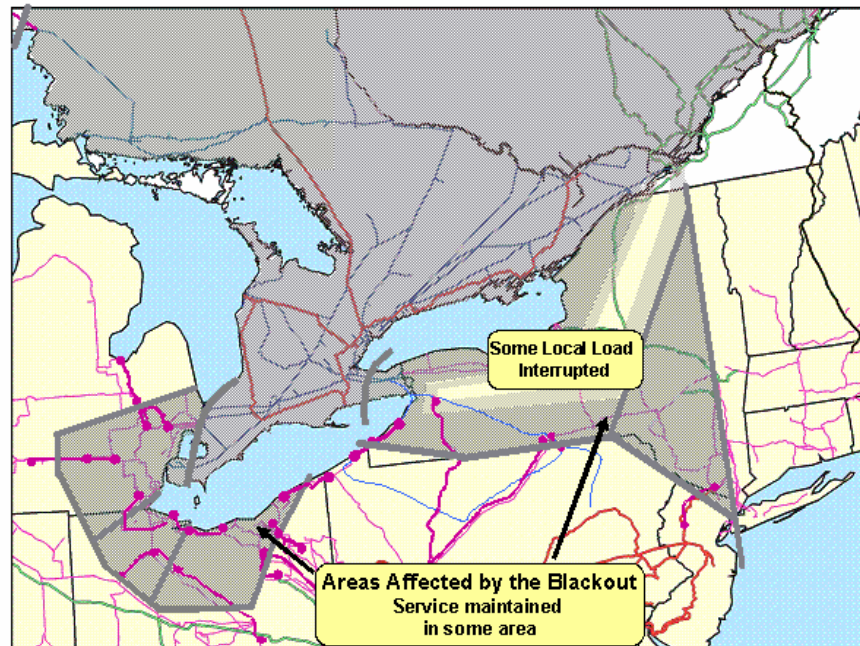 Some Local Load
Interrupted
Areas Affected by the Blackout
Service maintained
in some area